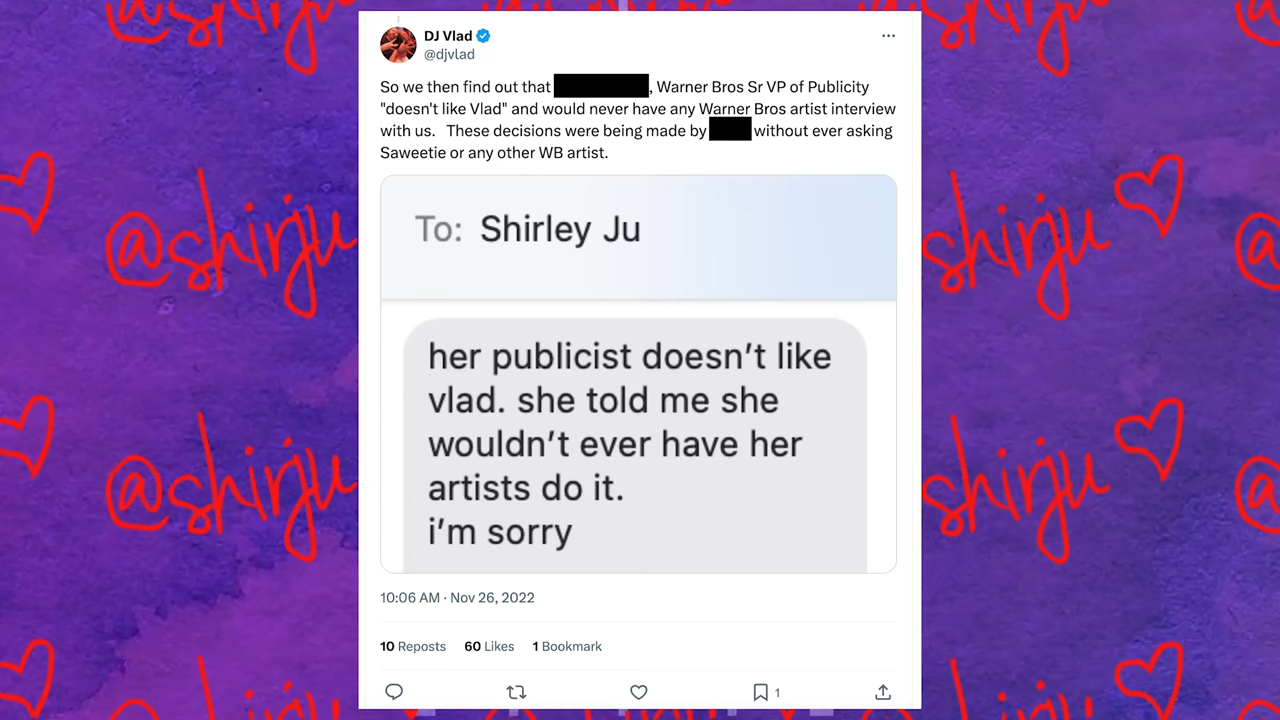 DJ Vlad
@djvlad
So we then find out that , Warner Bros Sr VP of Publicity
"doesn't like Vlad" and would never have any Warner Bros artist interview
with us. These decisions were being made by without ever asking
Saweetie or any other WB artist.
To: Shirley Ju
her publicist doesn't like
vlad. she told me she
wouldn't ever have her
artists do it.
i'm sorry
10:06 AM · Nov 26, 2022
10 Reposts 60 Likes 1 Bookmark
1
@shirju
@shirju
shirju
shirju